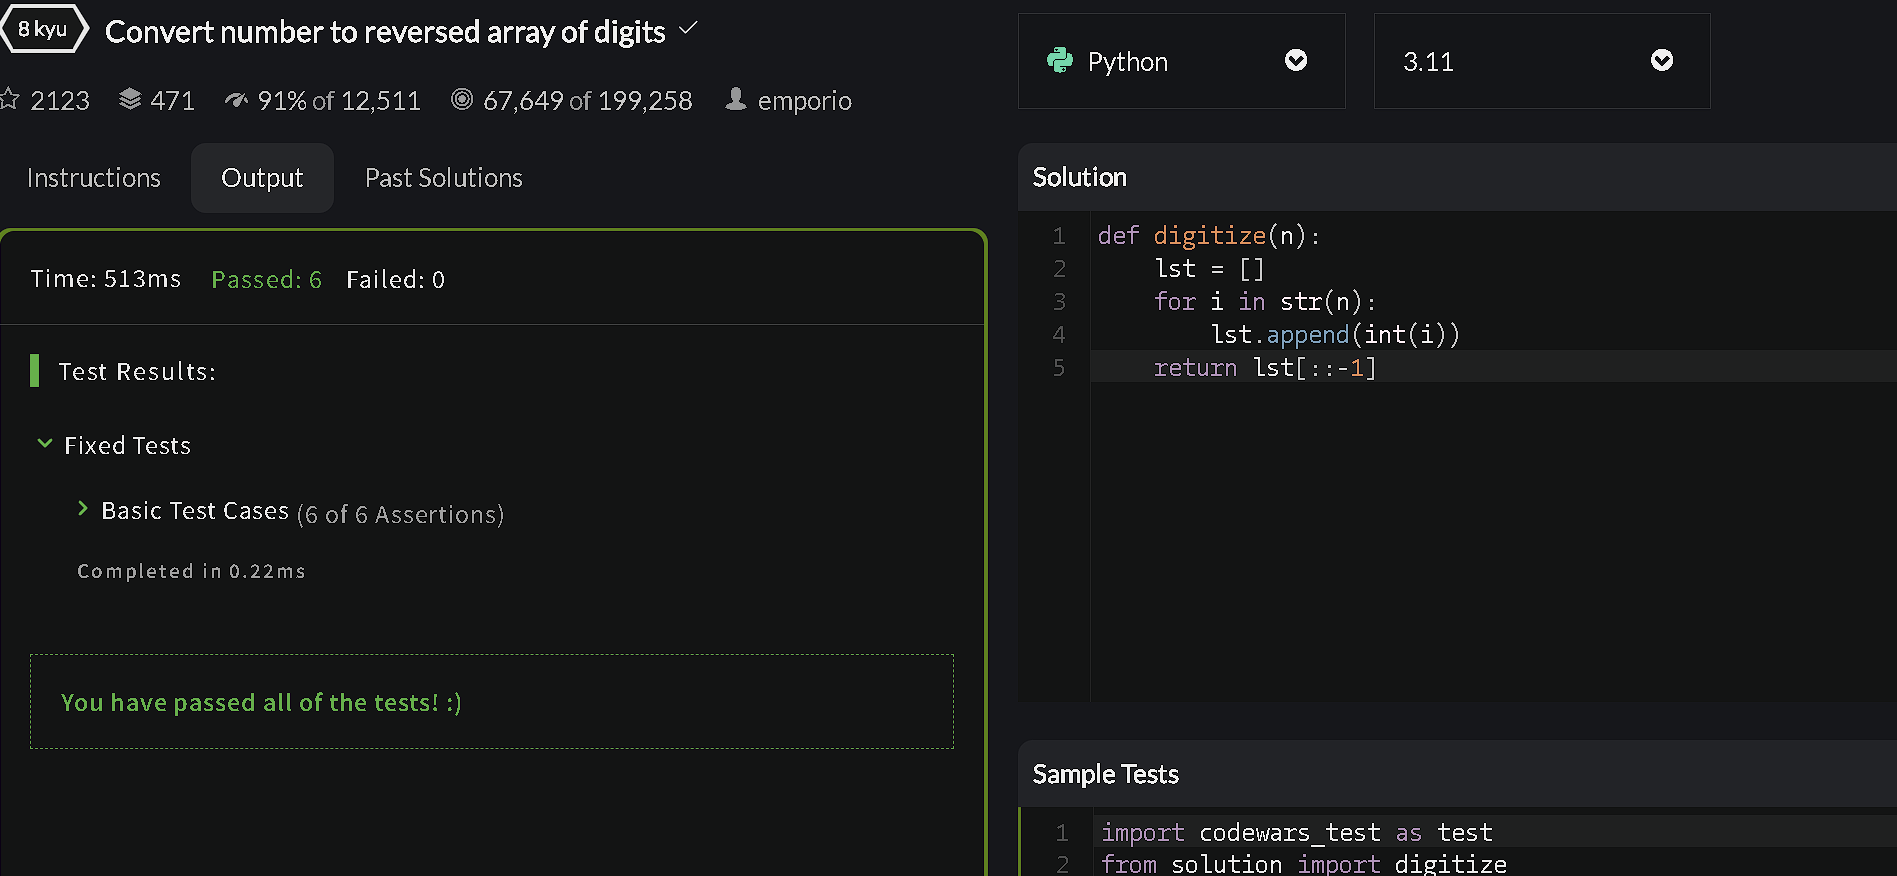 8 kyu Convert number to reversed array of digits
2123 471 91% of 12,511 67,649 of 199,258 emporio
Instructions Output Past Solutions
Time: 513ms Passed: 6 Failed: 0
Test Results:
Fixed Tests
Basic Test Cases (6 of 6 Assertions)
Completed in 0.22ms
You have passed all of the tests! :)
Python 3.11
Solution
1 def digitize(n):
2     lst = []
3     for i in str(n):
4         lst.append(int(i))
5     return lst[::-1]
Sample Tests
1 import codewars_test as test
2 from solution import digitize